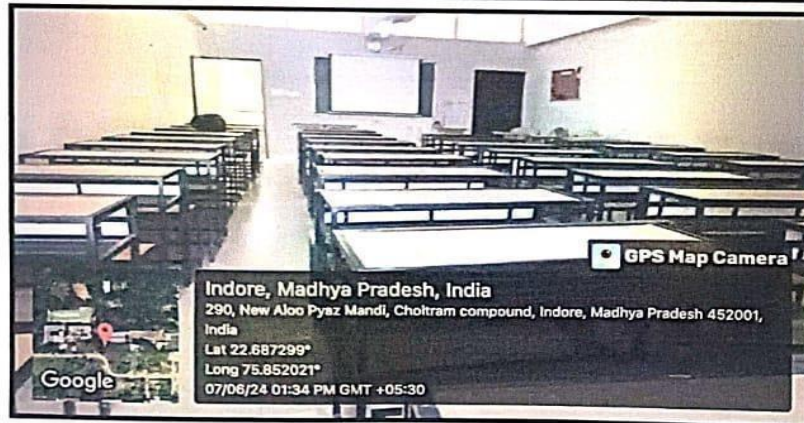 GPS Map Camera
Indore, Madhya Pradesh, India
290, New Aloo Pyaz Mandi, Choitram compound, Indore, Madhya Pradesh 452001,
India
Lat 22.687299°
Long 75.852021°
07/06/24 01:34 PM GMT +05:30
Google